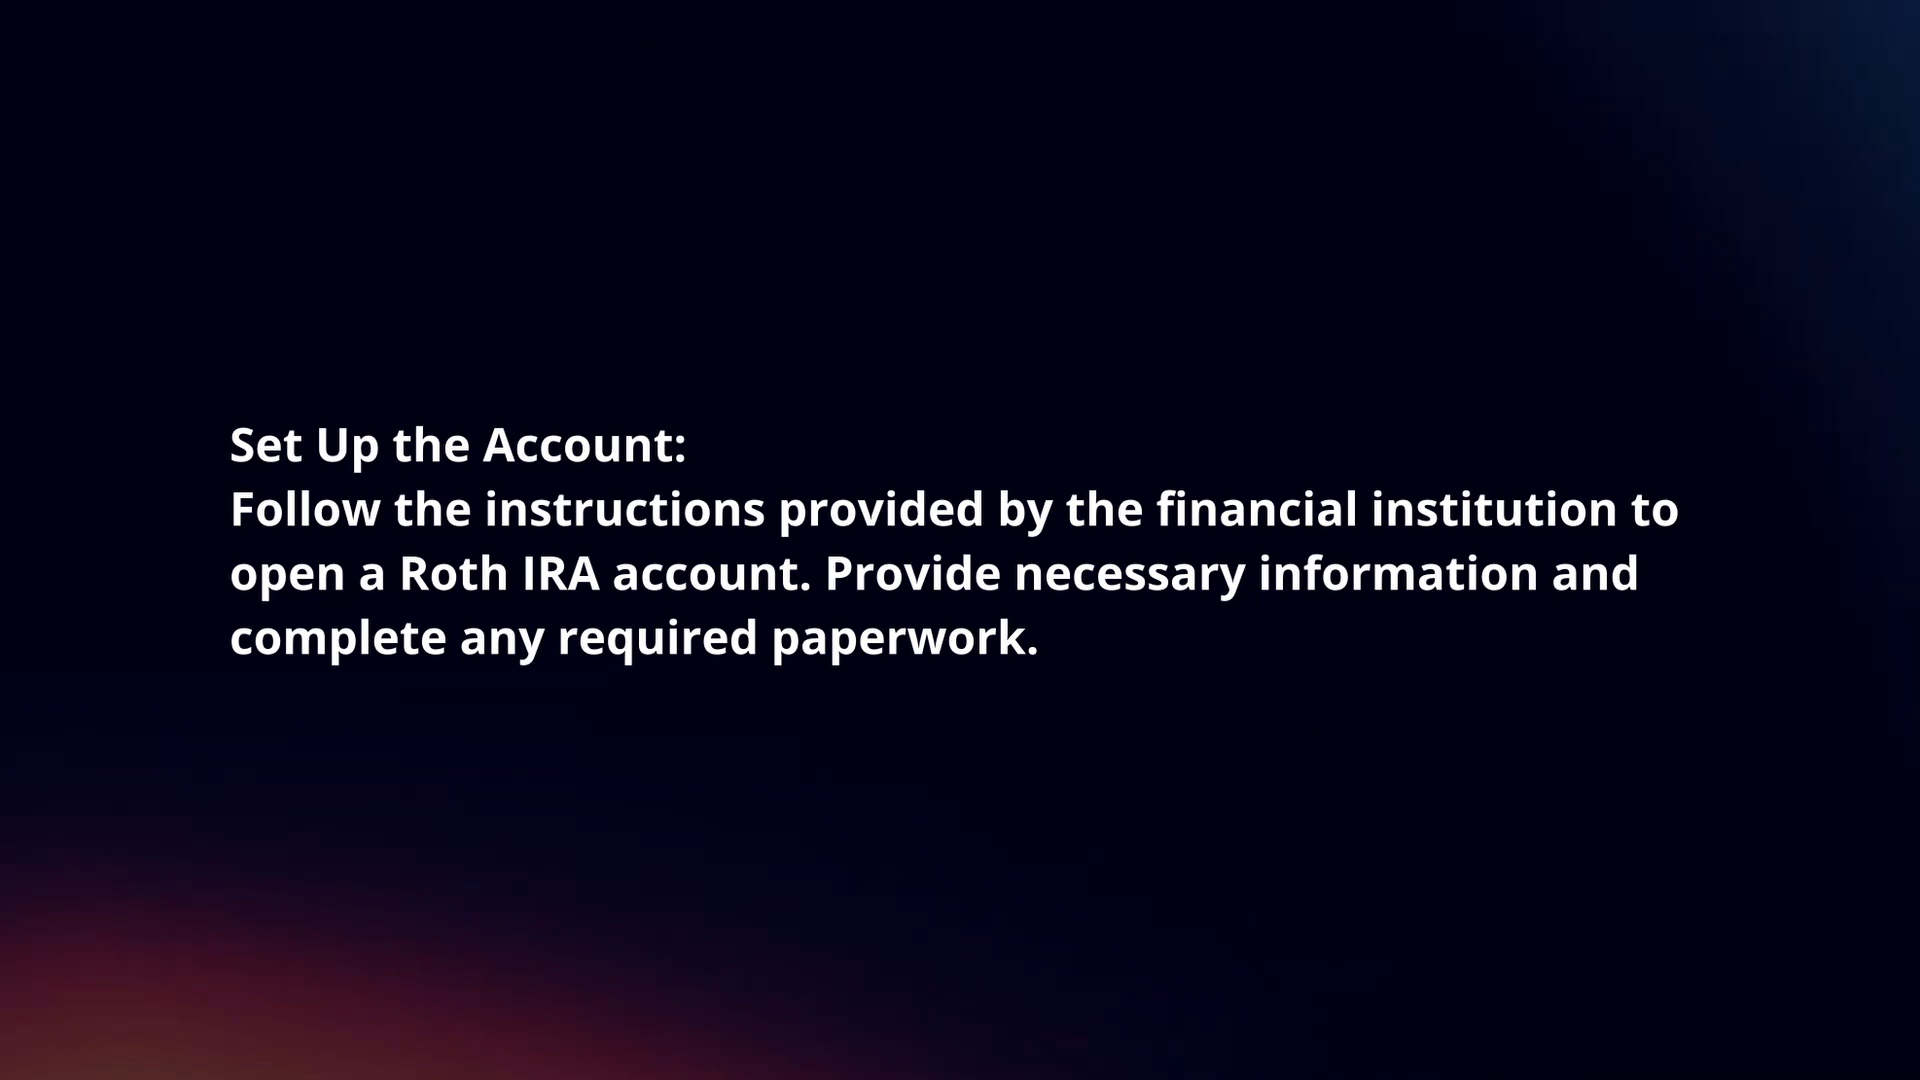 Set Up the Account:
Follow the instructions provided by the financial institution to
open a Roth IRA account. Provide necessary information and
complete any required paperwork.